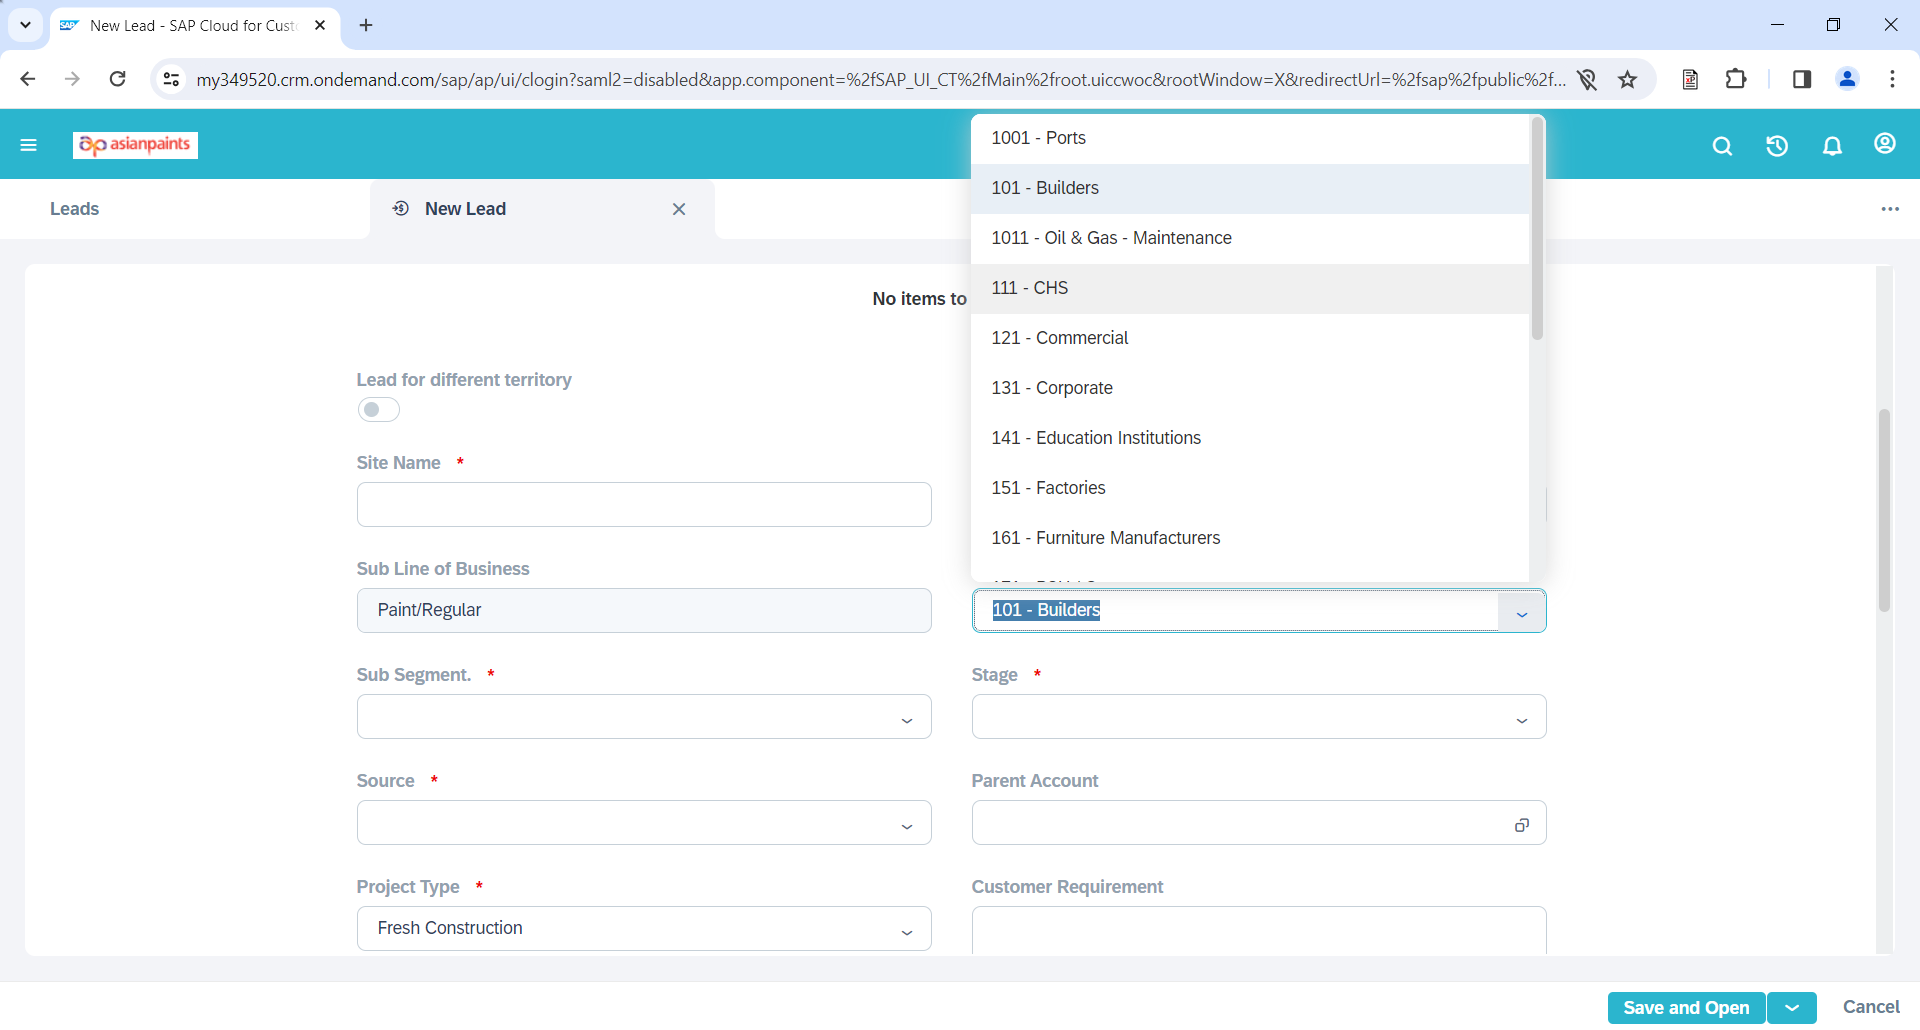 New Lead - SAP Cloud for Cust
my349520.crm.ondemand.com/sap/ap/ui/clogin?saml2=disabled&app.component=%2fSAP_UI_CT%2fMain%2froot.uiccwoc&rootWindow=X&redirectUrl=%2fsap%2fpublic%2f...
asianpaints
Leads
New Lead
1001 - Ports
101 - Builders
1011 - Oil & Gas - Maintenance
111 - CHS
121 - Commercial
131 - Corporate
141 - Education Institutions
151 - Factories
161 - Furniture Manufacturers
No items to
Lead for different territory
Site Name *
Sub Line of Business
Paint/Regular
101 - Builders
Sub Segment. *
Stage *
Source *
Parent Account
Project Type *
Fresh Construction
Customer Requirement
Save and Open
Cancel